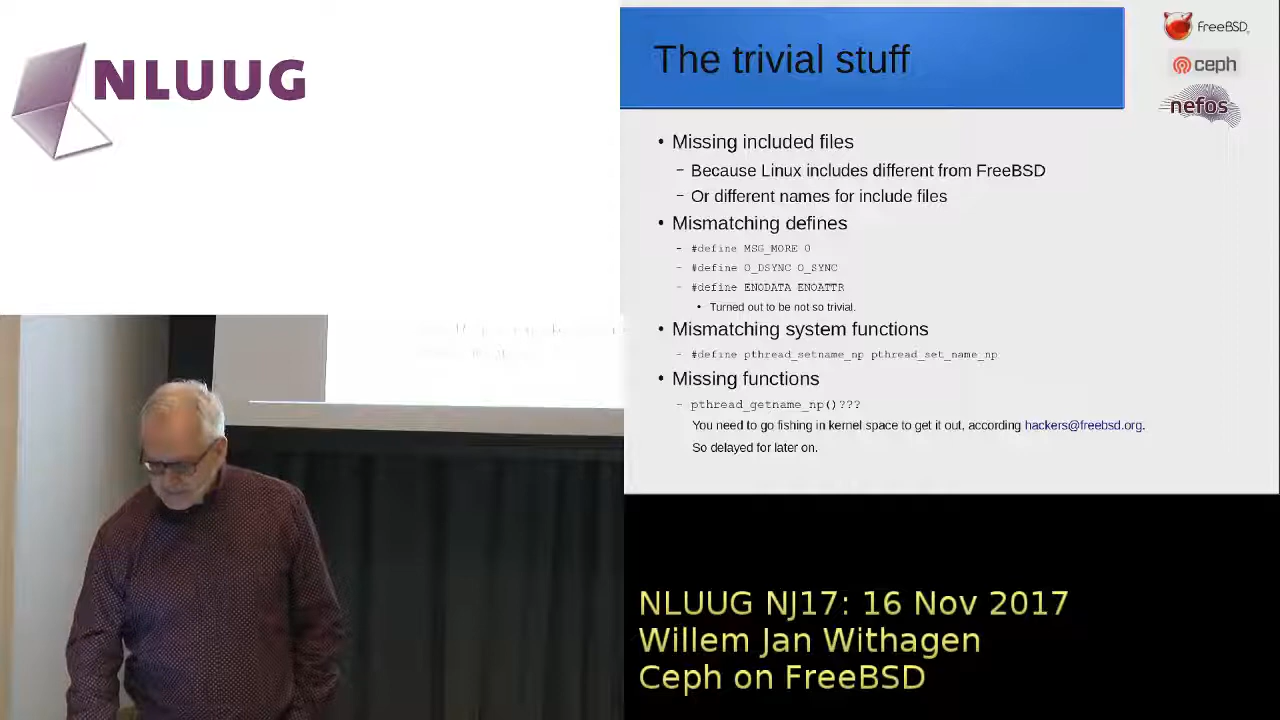 NLUUG
The trivial stuff
FreeBSD
ceph
nefos
• Missing included files
– Because Linux includes different from FreeBSD
– Or different names for include files
• Mismatching defines
– #define MSG_MORE 0
– #define O_DSYNC O_SYNC
– #define ENODATA ENOATTR
• Turned out to be not so trivial.
• Mismatching system functions
– #define pthread_setname_np pthread_set_name_np
• Missing functions
– pthread_getname_np()???
You need to go fishing in kernel space to get it out, according hackers@freebsd.org.
So delayed for later on.
NLUUG NJ17: 16 Nov 2017
Willem Jan Withagen
Ceph on FreeBSD